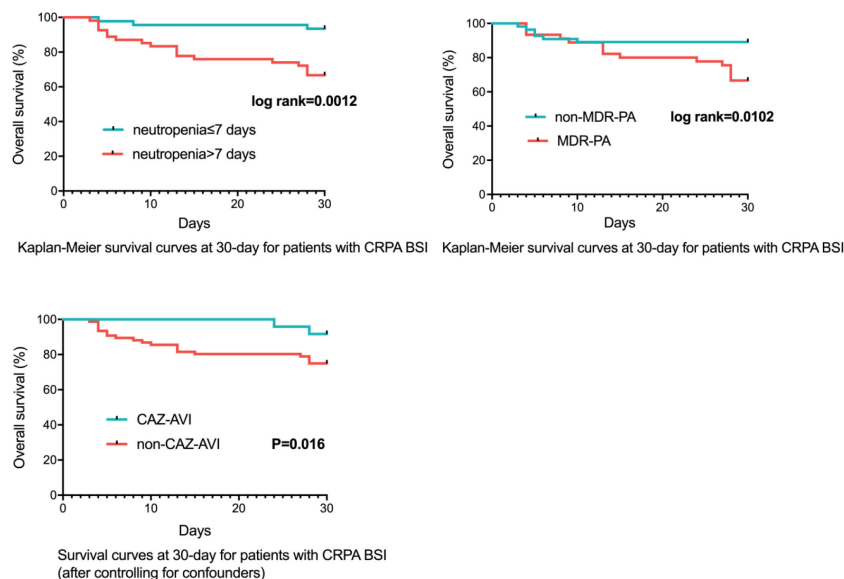 Overall survival (%)
100
80
60
40
20
0
log rank=0.0012
neutropenia≤7 days
neutropenia>7 days
0 10 20 30
Days
Kaplan-Meier survival curves at 30-day for patients with CRPA BSI
Overall survival (%)
100
80
60
40
20
0
non-MDR-PA log rank=0.0102
MDR-PA
0 10 20 30
Days
Kaplan-Meier survival curves at 30-day for patients with CRPA BSI
Overall survival (%)
100
80
60
40
20
0
CAZ-AVI
non-CAZ-AVI P=0.016
0 10 20 30
Days
Survival curves at 30-day for patients with CRPA BSI
(after controlling for confounders)